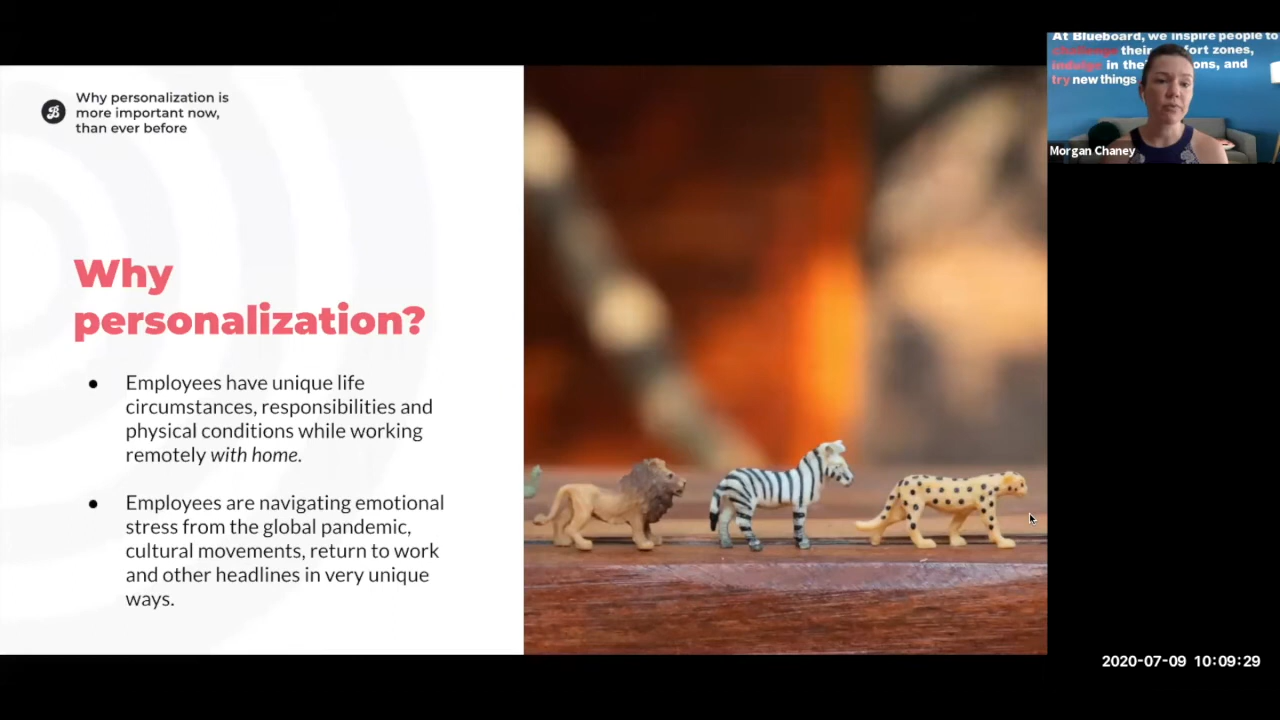 Why personalization is
more important now,
than ever before
Why
personalization?
● Employees have unique life
circumstances, responsibilities and
physical conditions while working
remotely with home.
● Employees are navigating emotional
stress from the global pandemic,
cultural movements, return to work
and other headlines in very unique
ways.
At Blueboard, we inspire people to
challenge their fort zones,
indulge in the ons, and
try new things
Morgan Chaney
2020-07-09 10:09:29